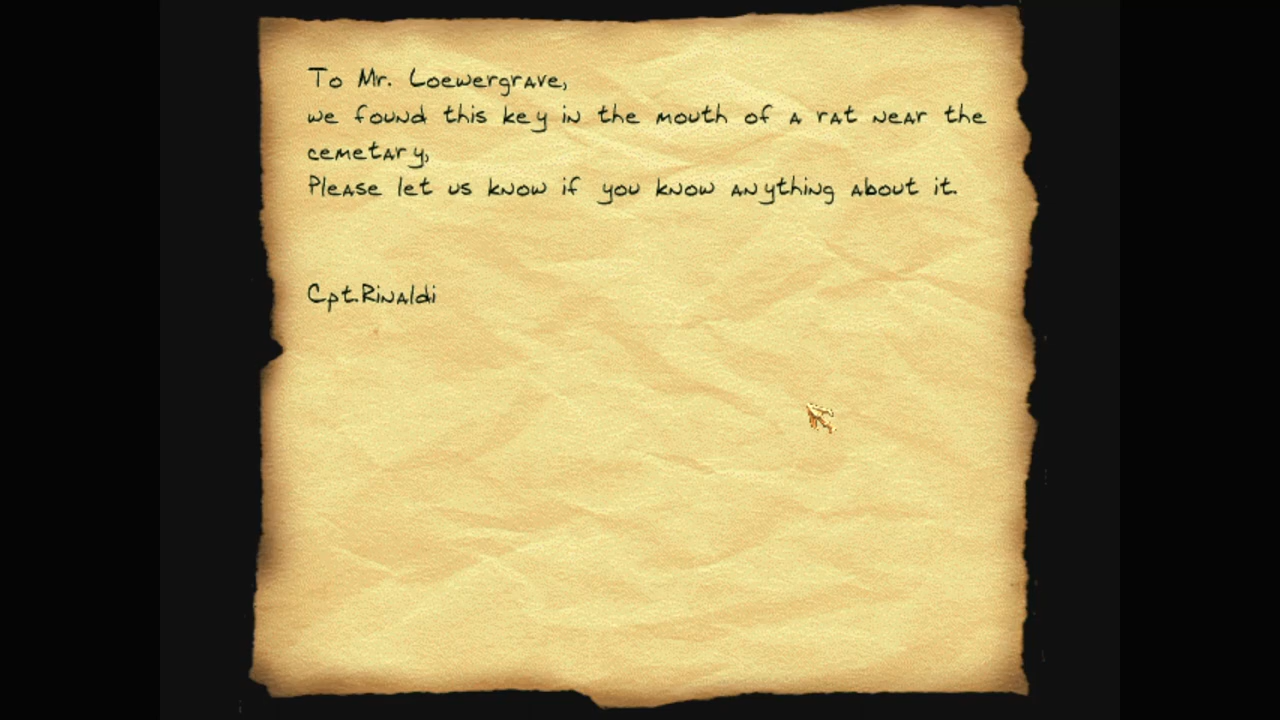 To Mr. Loewergrave,
we found this key in the mouth of a rat near the
cemetary,
Please let us know if you know anything about it.
Cpt.Rinaldi